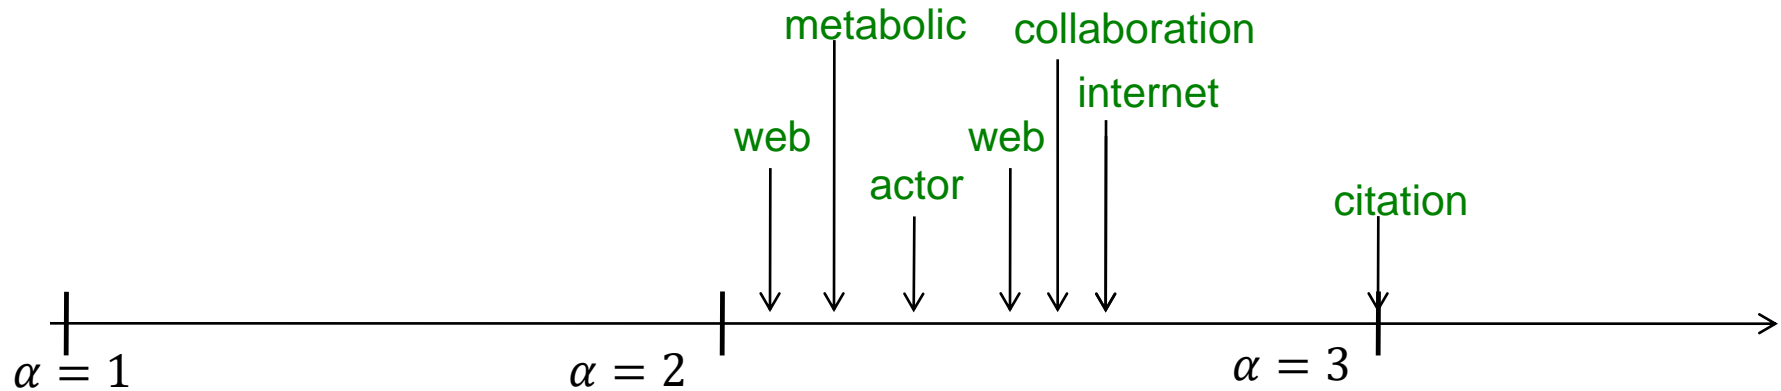 metabolic collaboration
internet
web web
actor
citation
α = 1 α = 2 α = 3